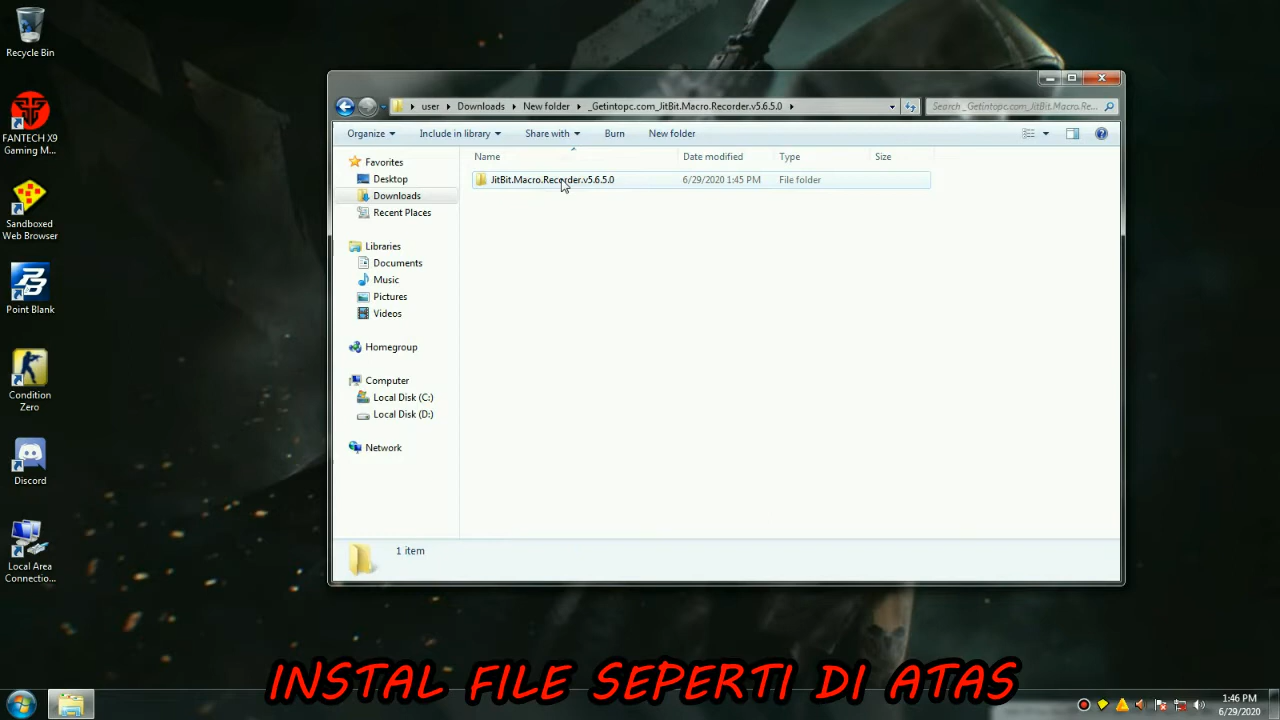 Recycle Bin
FANTECH X9
Gaming M...
Sandboxed
Web Browser
Point Blank
Condition
Zero
Discord
Local Area
Connectio...
user
Downloads
New folder
_Getintopc.com_JitBit.Macro.Recorder.v5.6.5.0
Search _Getintopc.com_JitBit.Macro.Re...
Organize
Include in library
Share with
Burn
New folder
Name
Date modified
Type
Size
JitBit.Macro.Recorder.v5.6.5.0
6/29/2020 1:45 PM
File folder
Favorites
Desktop
Downloads
Recent Places
Libraries
Documents
Music
Pictures
Videos
Homegroup
Computer
Local Disk (C:)
Local Disk (D:)
Network
1 item
INSTAL FILE SEPERTI DI ATAS
1:46 PM
6/29/2020